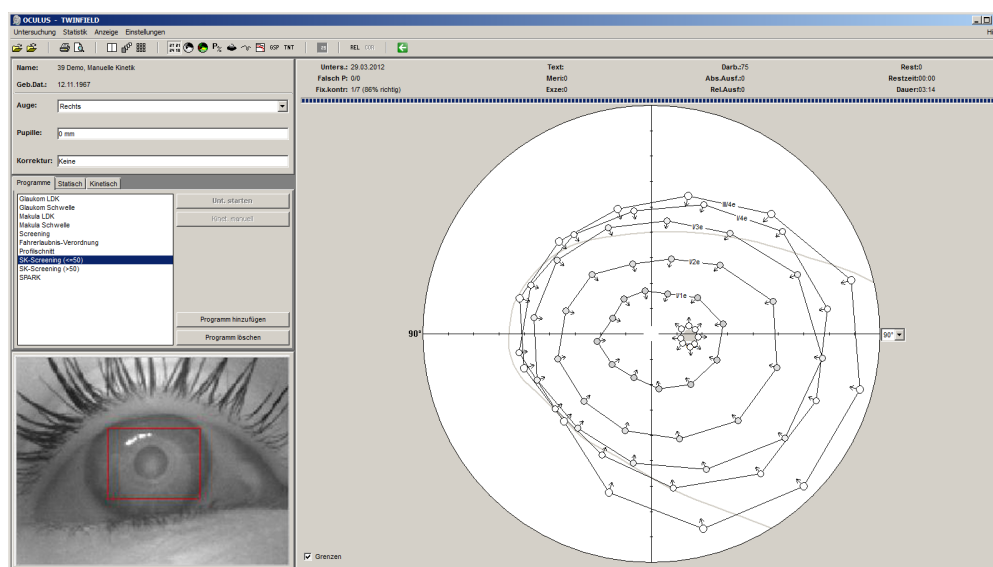 OCULUS - TWINFIELD
Untersuchung Statistik Anzeige Einstellungen
P% GSP TNT REL COR
Name: 39 Demo, Manuelle Kinetik
Geb.Dat.: 12.11.1967
Auge: Rechts
Pupille: 0 mm
Korrektur: Keine
Programme Statisch Kinetisch
Glaukom LDK
Glaukom Schwelle
Makula LDK
Makula Schwelle
Screening
Fahrerlaubnis-Verordnung
Profilschnitt
SK-Screening (<=50)
SK-Screening (>50)
SPARK
Unt. starten
Kinet. manuell
Programm hinzufügen
Programm löschen
Unters.: 29.03.2012 Text: Darb.:75 Rest:0
Falsch P: 0/0 Meri:0 Abs.Ausf.:0 Restzeit:00:00
Fix.kontr: 1/7 (86% richtig) Exze:0 Rel.Ausf:0 Dauer:03:14
III/4e
I/4e
I/3e
I/2e
I/1e
90°
90°
Grenzen